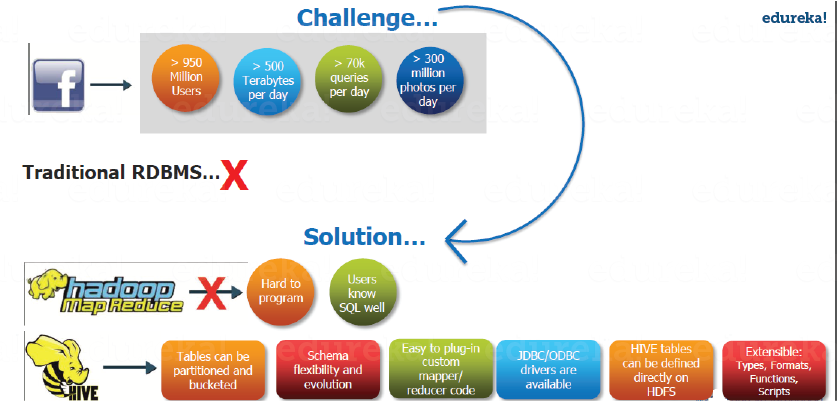 Challenge...
edureka!
f
> 950
Million
Users
> 500
Terabytes
per day
> 70k
queries
per day
> 300
million
photos per
day
Traditional RDBMS...X
Solution...
hadoop
Map Reduce
X
Hard to
program
Users
know
SQL well
HIVE
Tables can be
partitioned and
bucketed
Schema
flexibility and
evolution
Easy to plug-in
custom
mapper/
reducer code
JDBC/ODBC
drivers are
available
HIVE tables
can be defined
directly on
HDFS
Extensible:
Types, Formats,
Functions,
Scripts